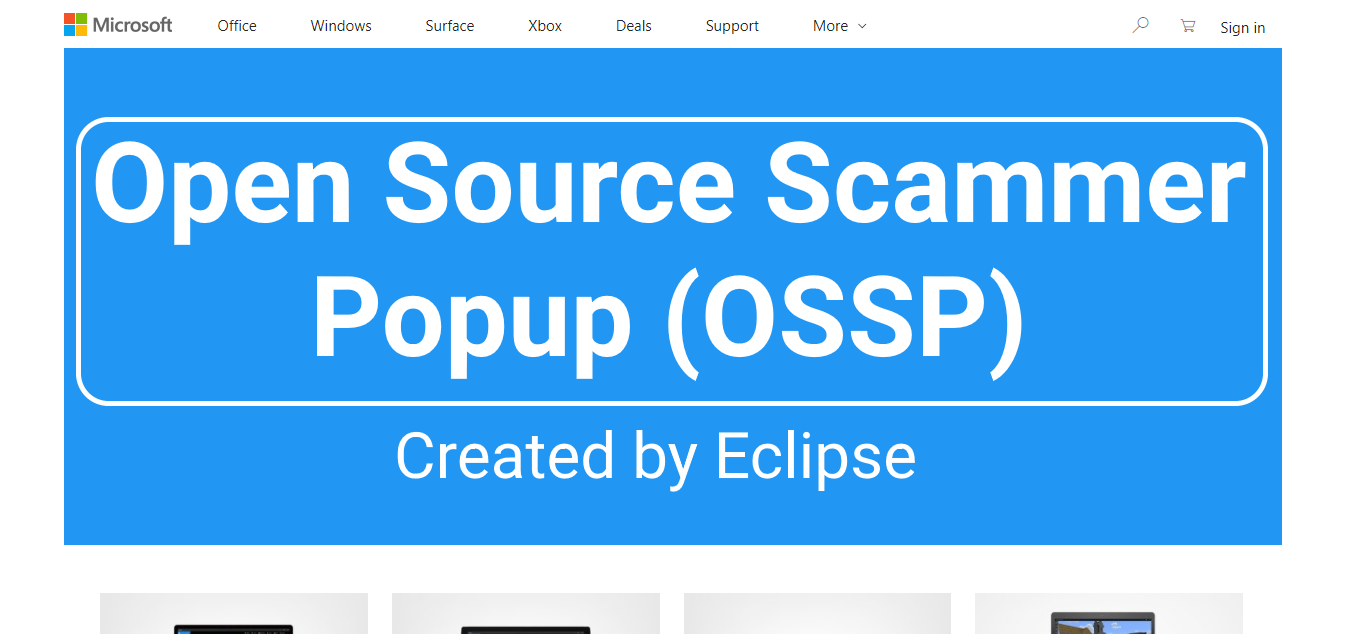 Microsoft Office Windows Surface Xbox Deals Support More Sign in
Open Source Scammer
Popup (OSSP)
Created by Eclipse